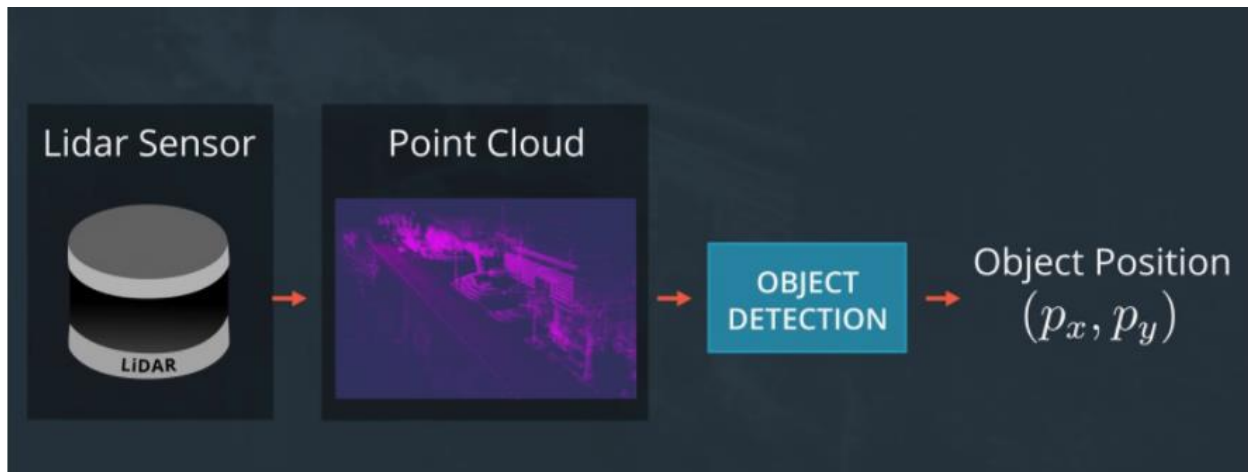 Lidar Sensor
LiDAR
Point Cloud
OBJECT
DETECTION
Object Position
(p_x, p_y)